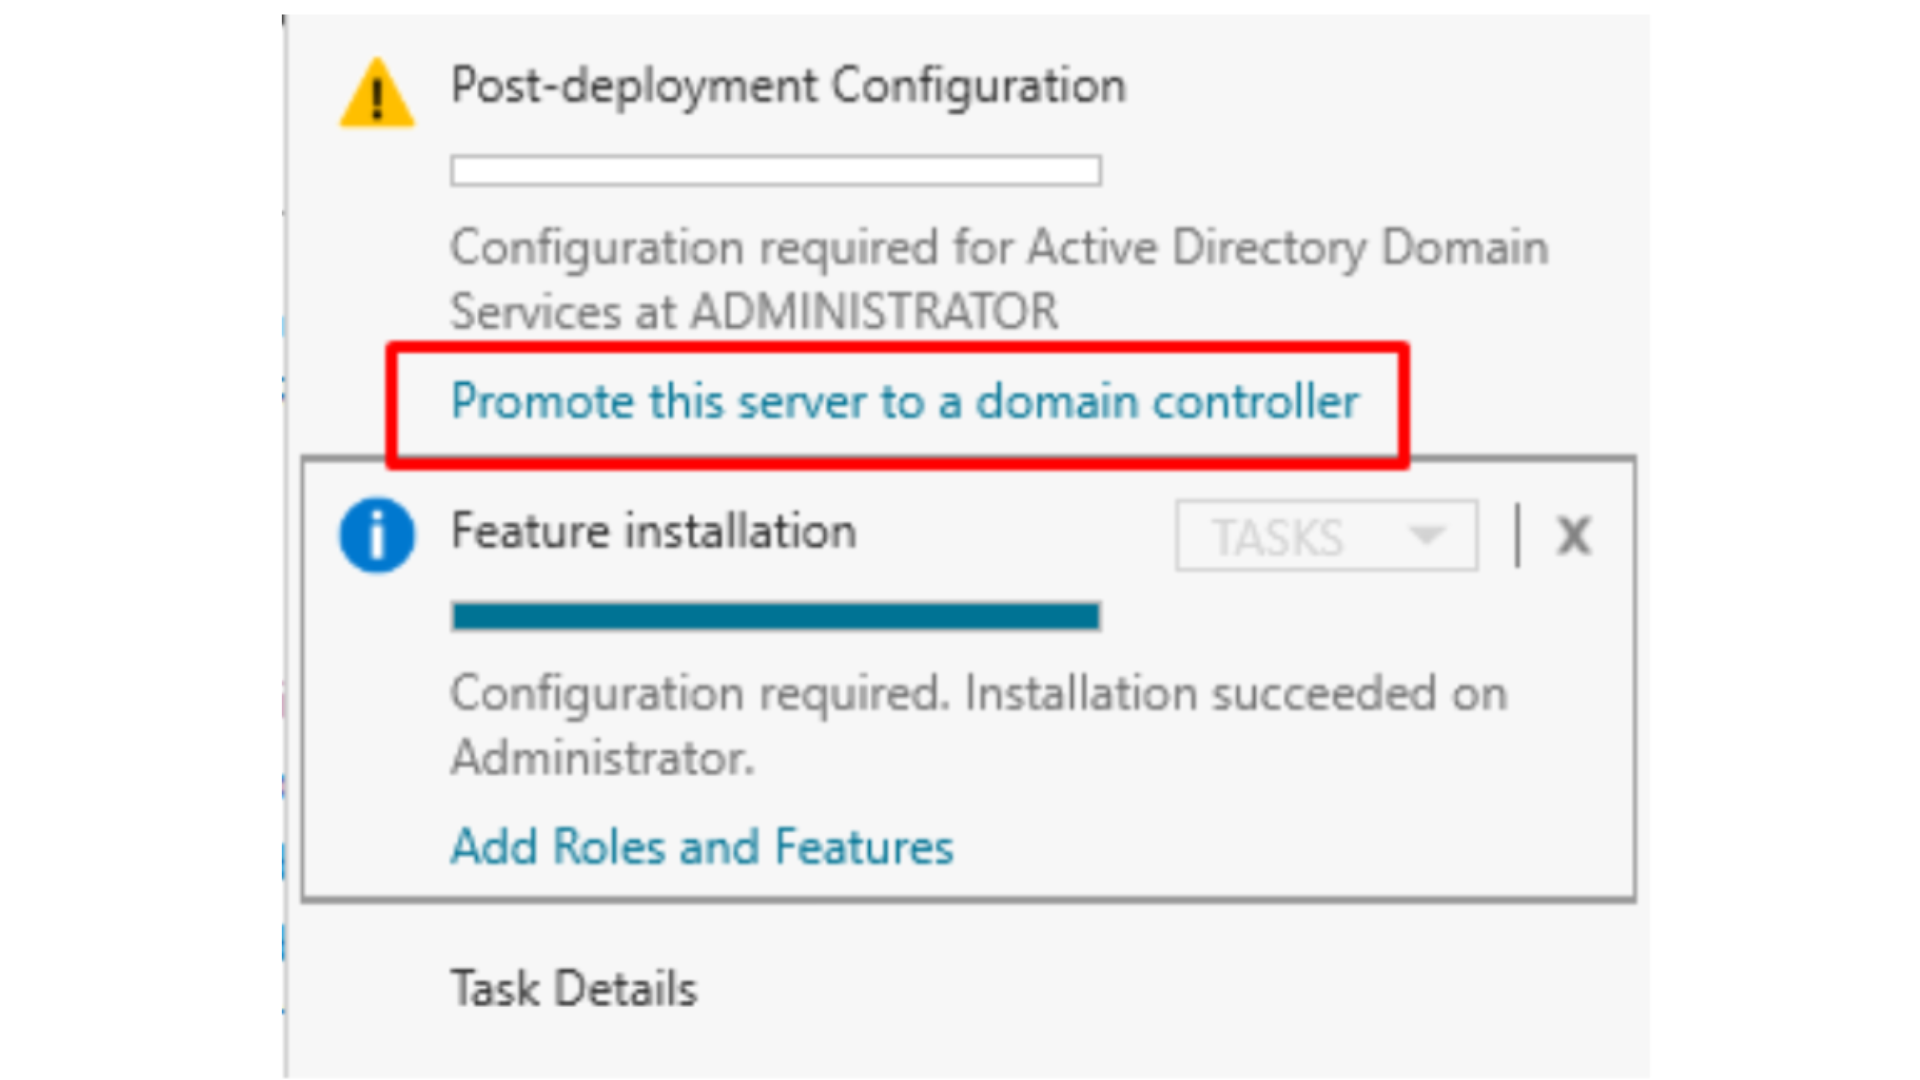 Post-deployment Configuration
Configuration required for Active Directory Domain
Services at ADMINISTRATOR
Promote this server to a domain controller
Feature installation
TASKS
X
Configuration required. Installation succeeded on
Administrator.
Add Roles and Features
Task Details